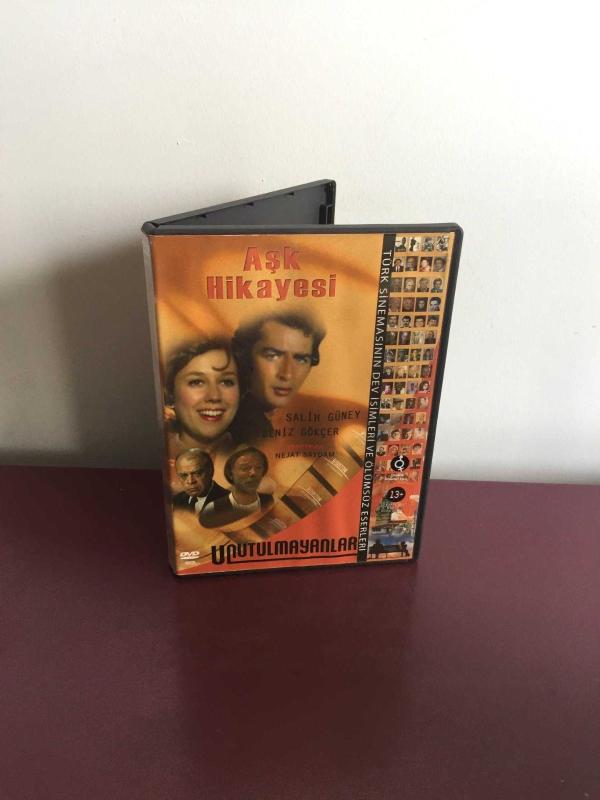 Aşk
Hikayesi
SALİH GÜNEY
DENİZ GÖKÇER
NEJAT SAYDAM
UNUTULMAYANLAR
DVD
TÜRK SİNEMASININ DEV İSİMLERİ VE ÖLÜMSÜZ ESERLERİ
13+